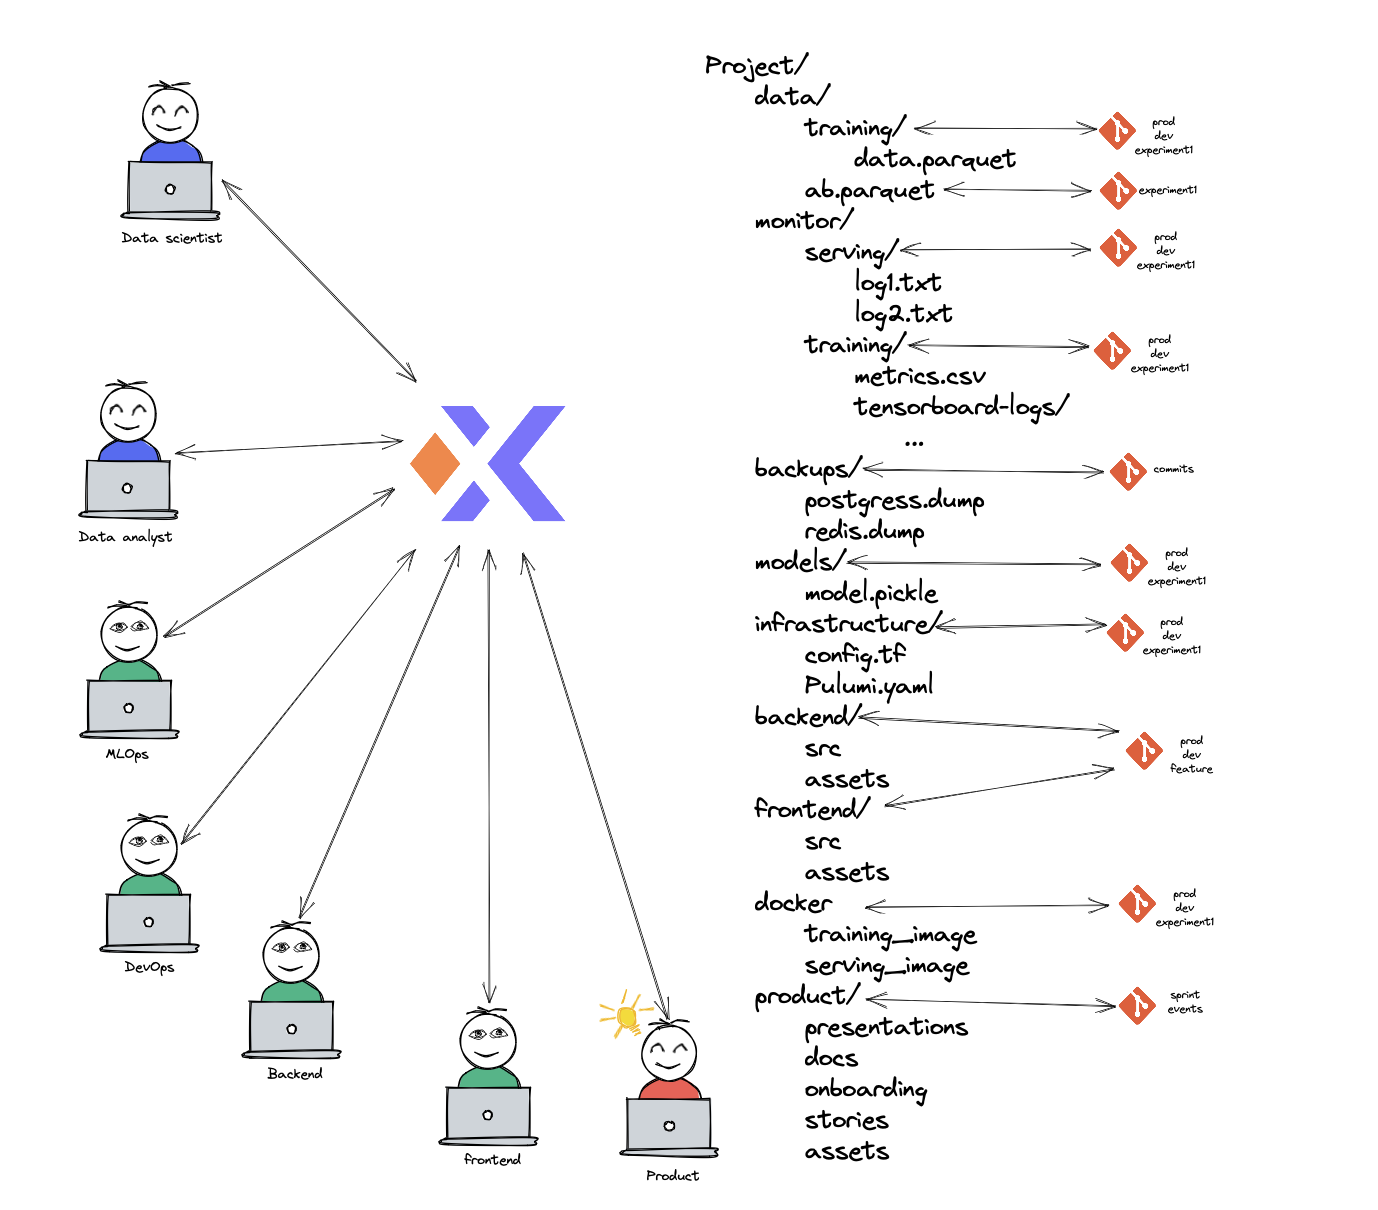 Data scientist
Data analyst
MLOps
DevOps
Backend
frontend
Product
Project/
data/
training/
prod
dev
experiment1
data.parquet
ab.parquet
experiment1
monitor/
serving/
prod
dev
experiment1
log1.txt
log2.txt
training/
prod
dev
experiment1
metrics.csv
tensorboard-logs/
...
backups/
commits
postgress.dump
redis.dump
models/
prod
dev
experiment1
model.pickle
infrastructure/
prod
dev
experiment1
config.tf
Pulumi.yaml
backend/
src
assets
prod
dev
feature
frontend/
src
assets
docker
prod
dev
experiment1
training_image
serving_image
product/
sprint
events
presentations
docs
onboarding
stories
assets